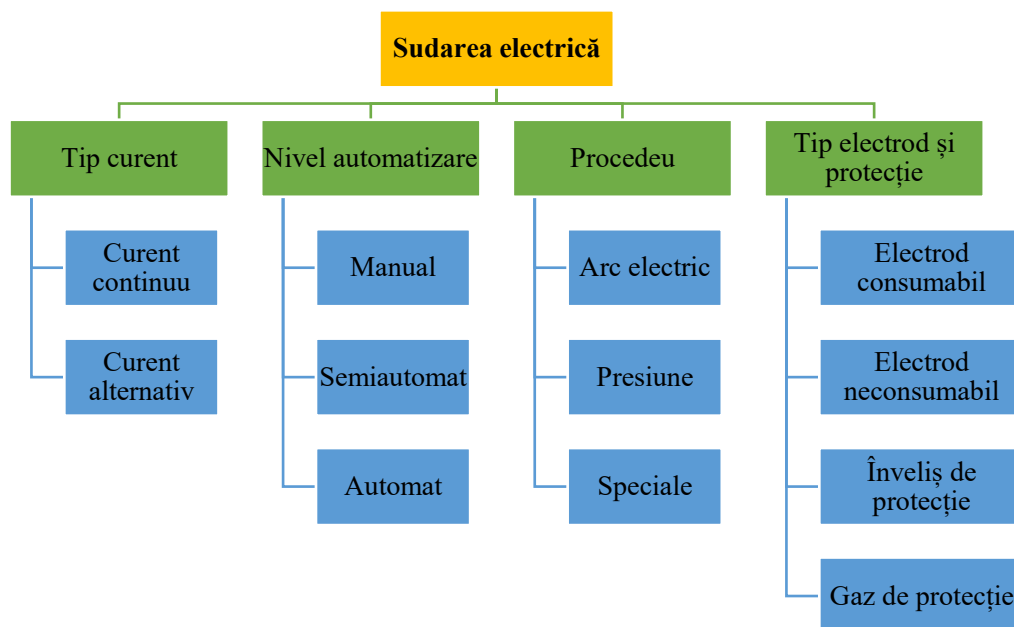 Sudarea electrică
Tip curent
Curent
continuu
Curent
alternativ
Nivel automatizare
Manual
Semiautomat
Automat
Procedeu
Arc electric
Presiune
Speciale
Tip electrod și
protecție
Electrod
consumabil
Electrod
neconsumabil
Înveliș de
protecție
Gaz de protecție